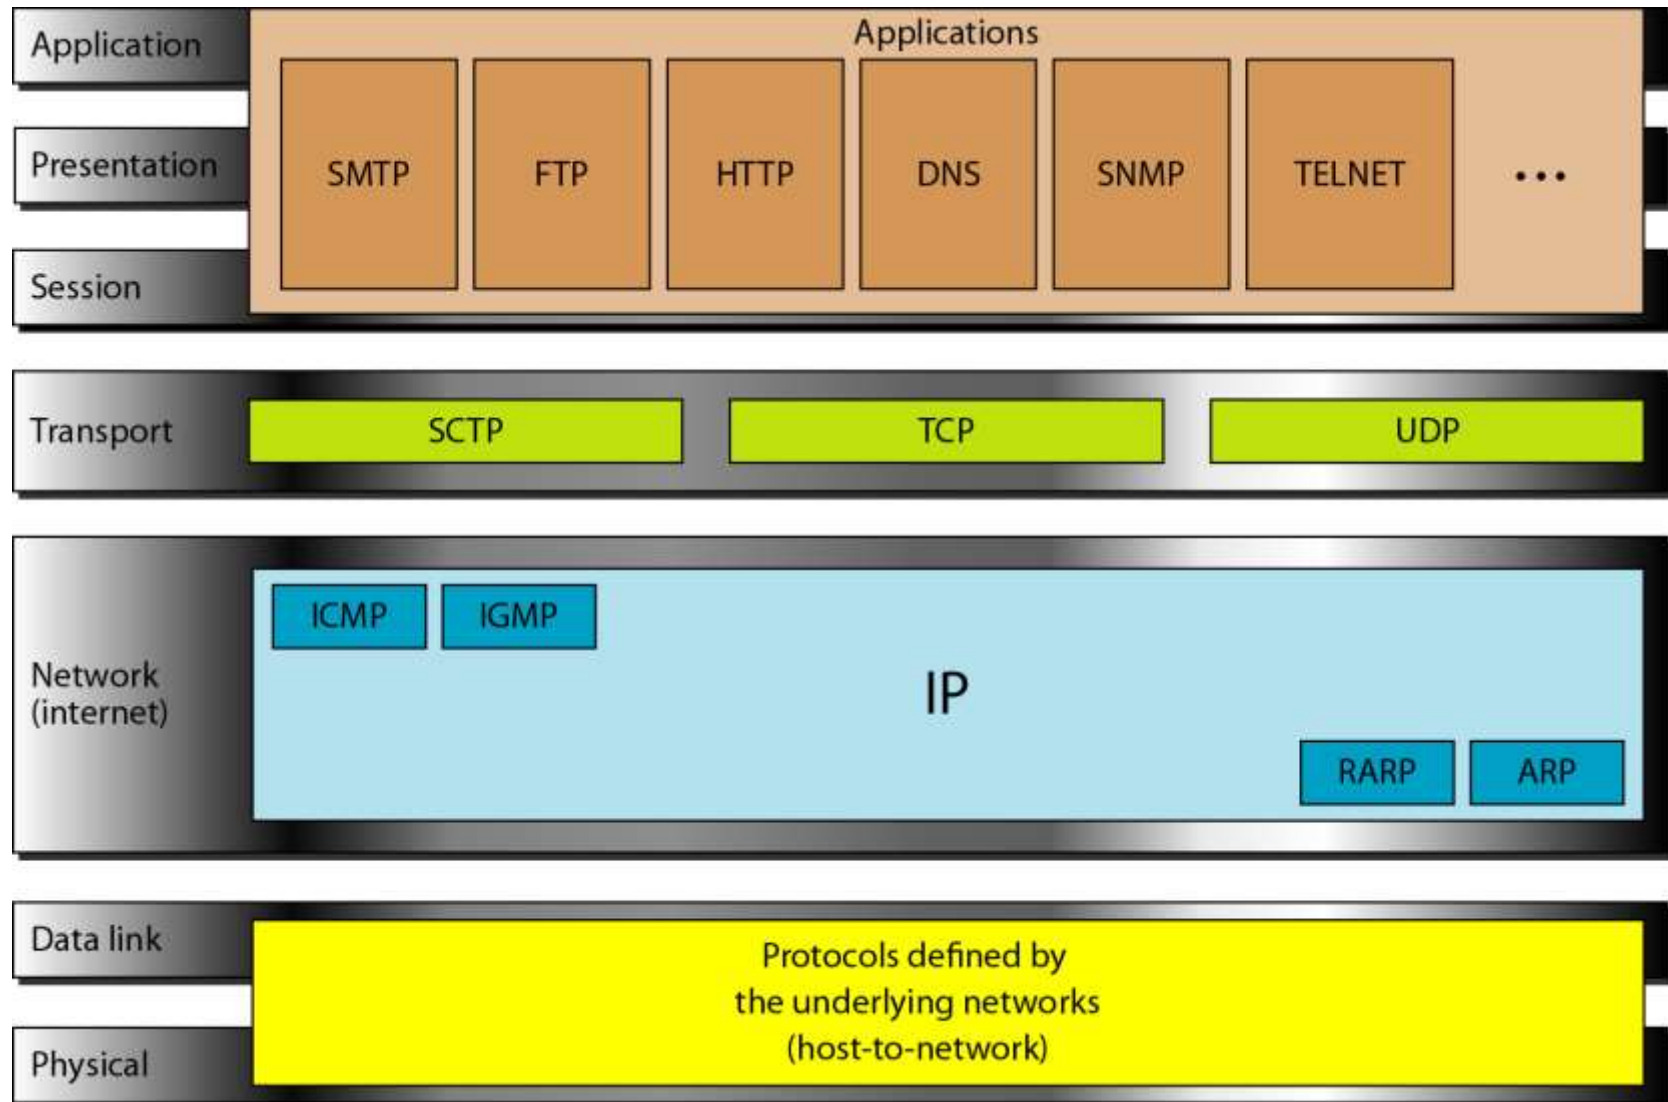 Application
Applications
Presentation
SMTP
FTP
HTTP
DNS
SNMP
TELNET
...
Session
Transport
SCTP
TCP
UDP
Network
(internet)
ICMP
IGMP
IP
RARP
ARP
Data link
Protocols defined by
the underlying networks
(host-to-network)
Physical